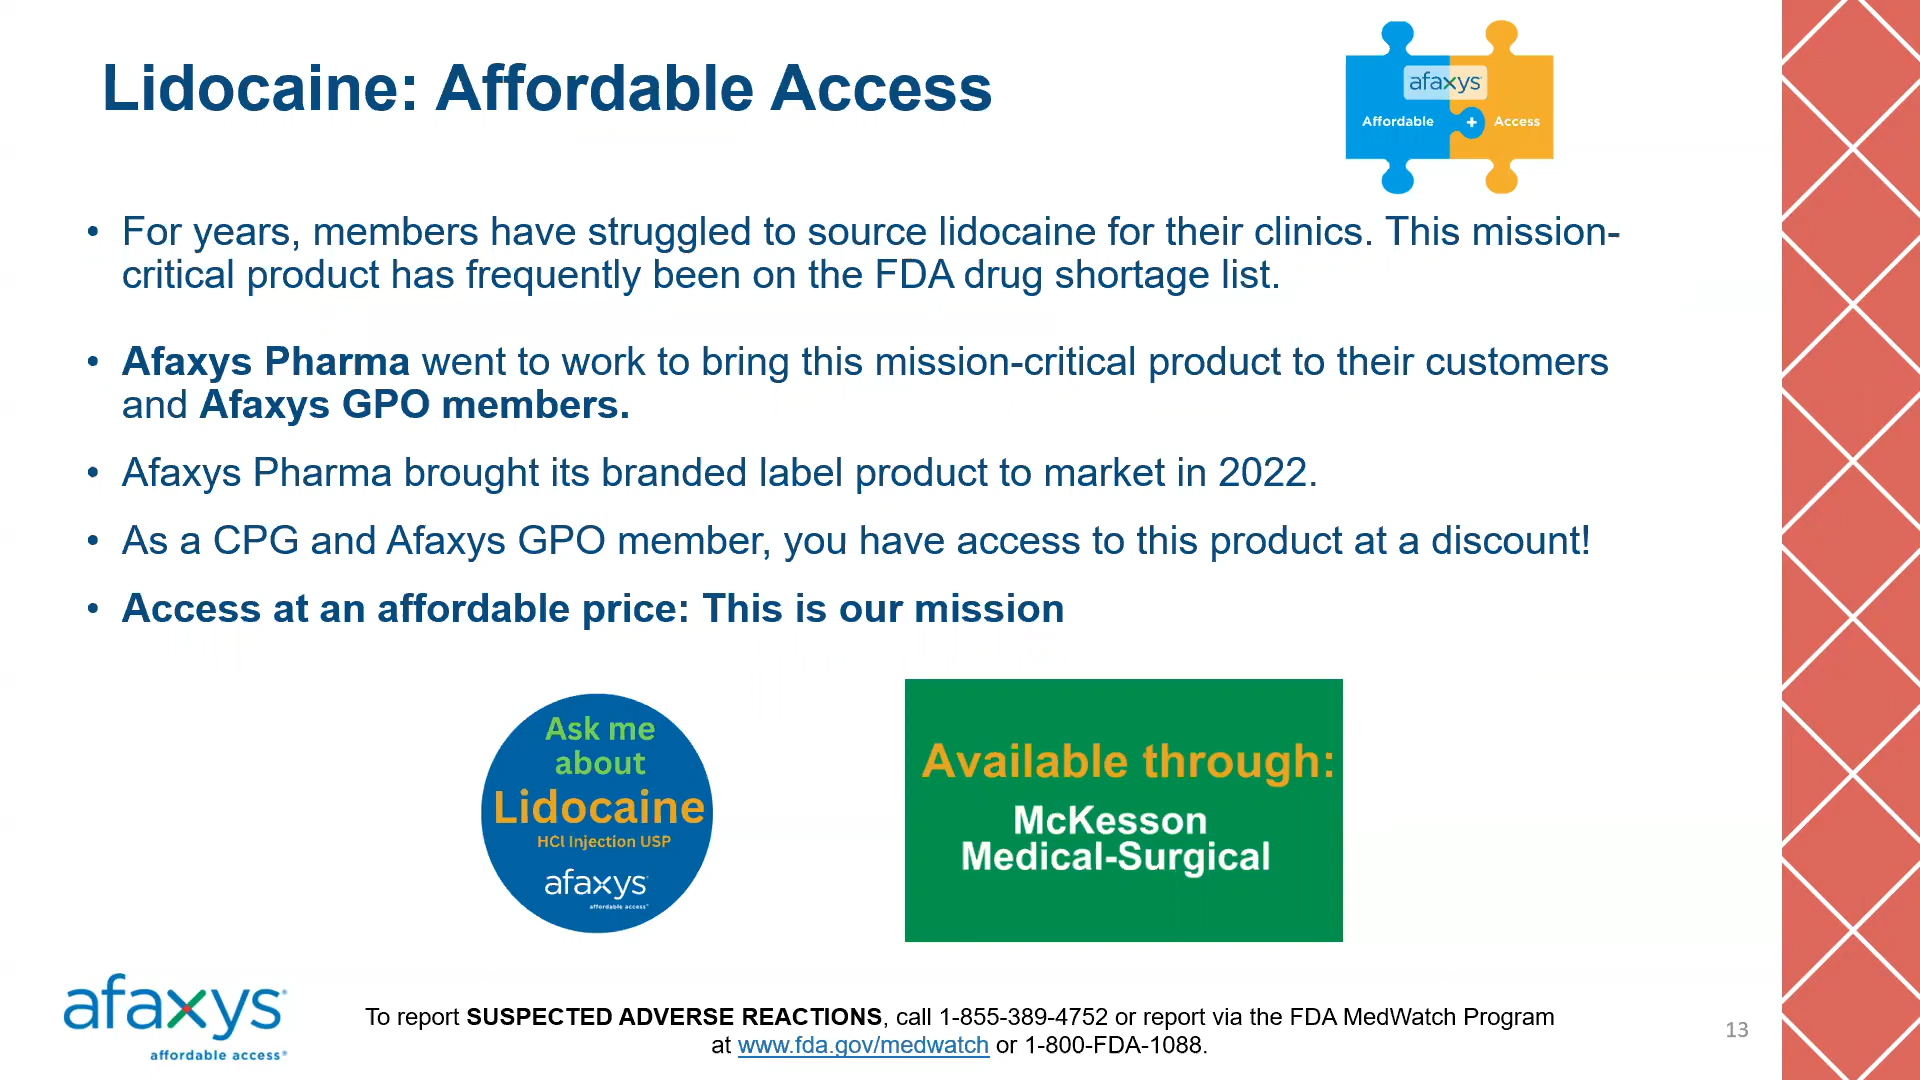 Lidocaine: Affordable Access
afaxys
Affordable + Access
• For years, members have struggled to source lidocaine for their clinics. This mission-
critical product has frequently been on the FDA drug shortage list.
• Afaxys Pharma went to work to bring this mission-critical product to their customers
and Afaxys GPO members.
• Afaxys Pharma brought its branded label product to market in 2022.
• As a CPG and Afaxys GPO member, you have access to this product at a discount!
• Access at an affordable price: This is our mission
Ask me
about
Lidocaine
HCl Injection USP
afaxys
affordable access®
Available through:
McKesson
Medical-Surgical
afaxys®
affordable access®
To report SUSPECTED ADVERSE REACTIONS, call 1-855-389-4752 or report via the FDA MedWatch Program
at www.fda.gov/medwatch or 1-800-FDA-1088.
13